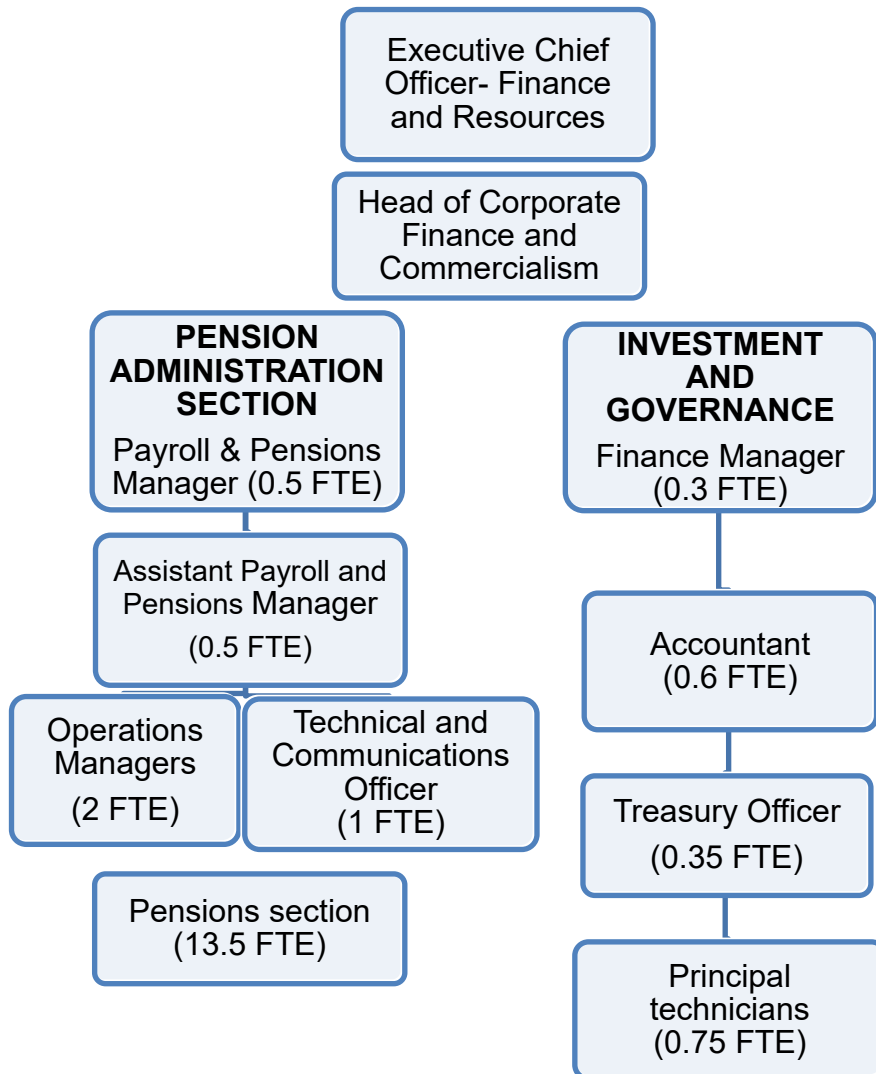 Executive Chief
Officer- Finance
and Resources
Head of Corporate
Finance and
Commercialism
PENSION
ADMINISTRATION
SECTION
Payroll & Pensions
Manager (0.5 FTE)
Assistant Payroll and
Pensions Manager
(0.5 FTE)
Operations
Managers
(2 FTE)
Technical and
Communications
Officer
(1 FTE)
Pensions section
(13.5 FTE)
INVESTMENT
AND
GOVERNANCE
Finance Manager
(0.3 FTE)
Accountant
(0.6 FTE)
Treasury Officer
(0.35 FTE)
Principal
technicians
(0.75 FTE)